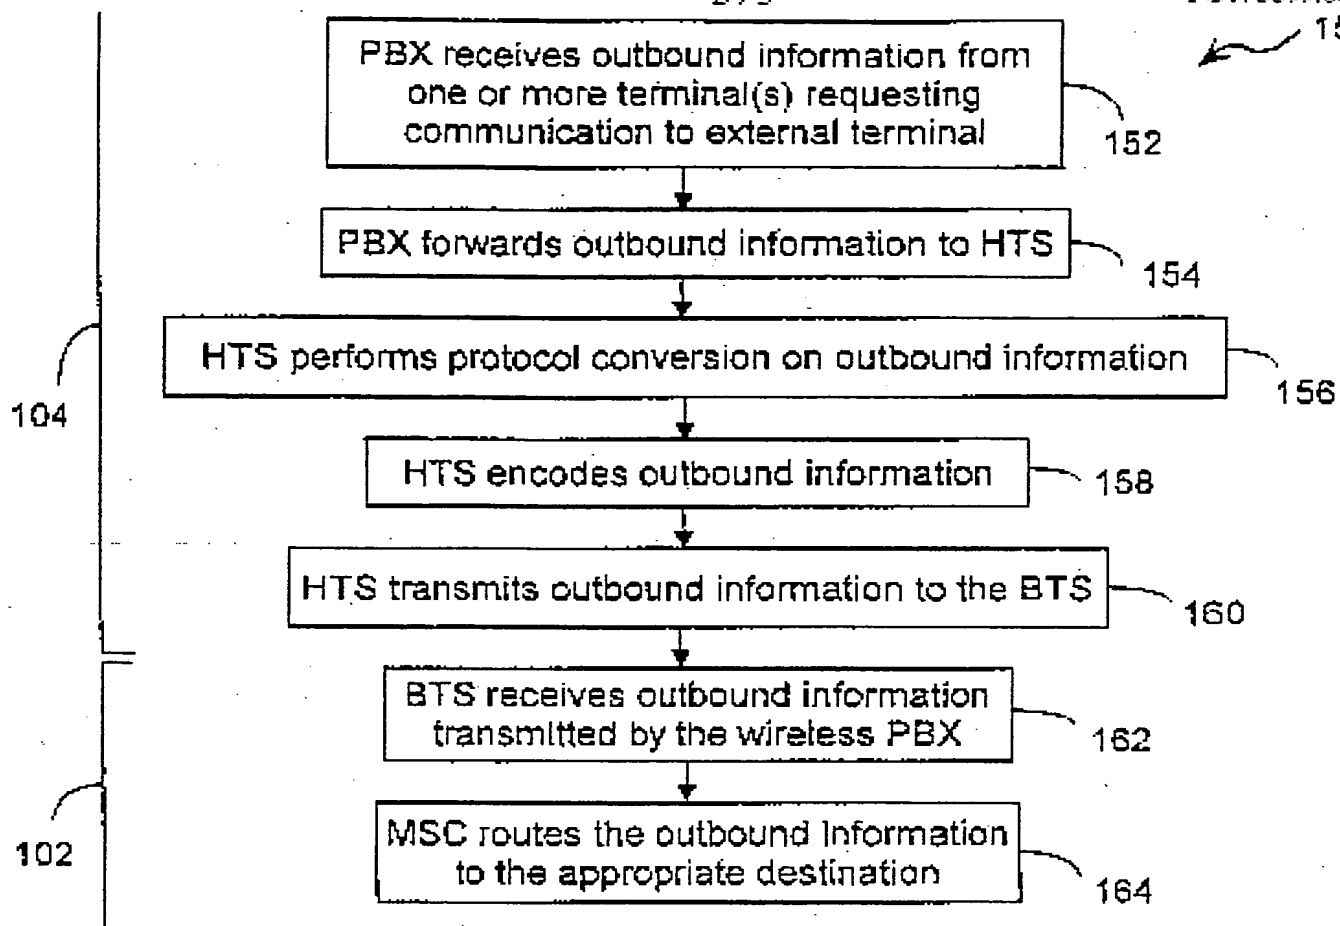 PBX receives outbound information from
one or more terminal(s) requesting
communication to external terminal
152
PBX forwards outbound information to HTS
154
HTS performs protocol conversion on outbound information
156
104
HTS encodes outbound information
158
HTS transmits outbound information to the BTS
160
BTS receives outbound information
transmitted by the wireless PBX
162
102
MSC routes the outbound Information
to the appropriate destination
164